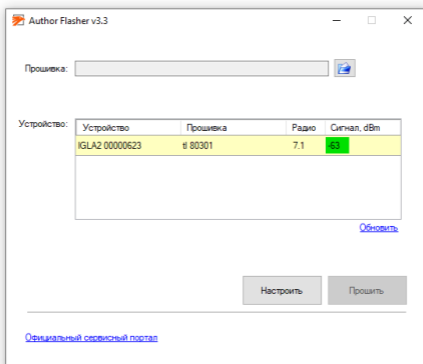 Author Flasher v3.3
Прошивка:
Устройство:
Устройство Прошивка Радио Сигнал, dBm
IGLA2 00000623 tl 80301 7.1 -63
Обновить
Настроить Прошить
Официальный сервисный портал